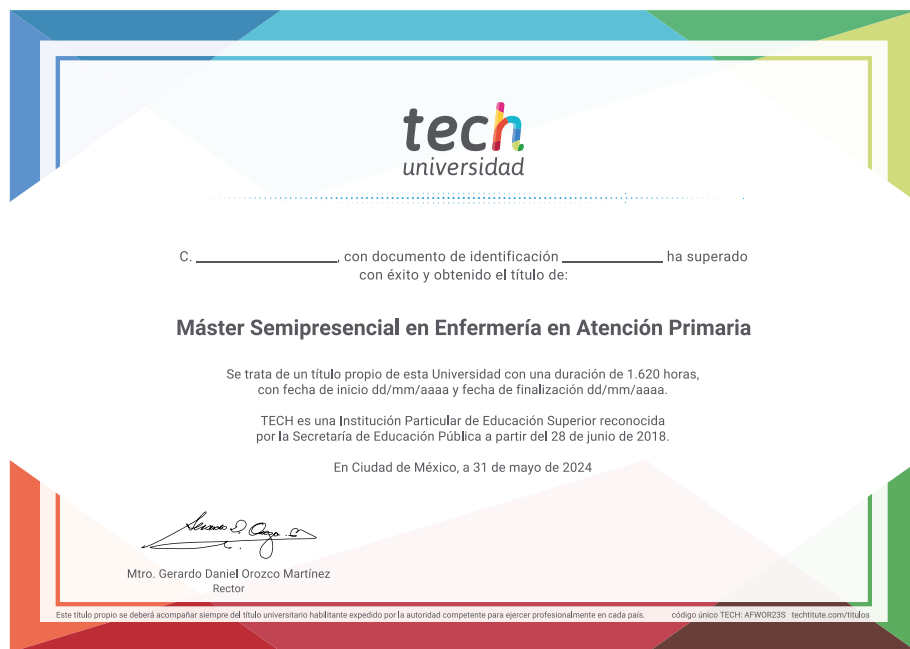 tech
universidad
C. ____________, con documento de identificación ____________ ha superado
con éxito y obtenido el título de:
Máster Semipresencial en Enfermería en Atención Primaria
Se trata de un título propio de esta Universidad con una duración de 1.620 horas,
con fecha de inicio dd/mm/aaaa y fecha de finalización dd/mm/aaaa.
TECH es una Institución Particular de Educación Superior reconocida
por la Secretaría de Educación Pública a partir del 28 de junio de 2018.
En Ciudad de México, a 31 de mayo de 2024
Mtro. Gerardo Daniel Orozco Martínez
Rector
Este título propio se deberá acompañar siempre del título universitario habilitante expedido por la autoridad competente para ejercer profesionalmente en cada país. código único TECH: AFWOR23S techtitute.com/titulos